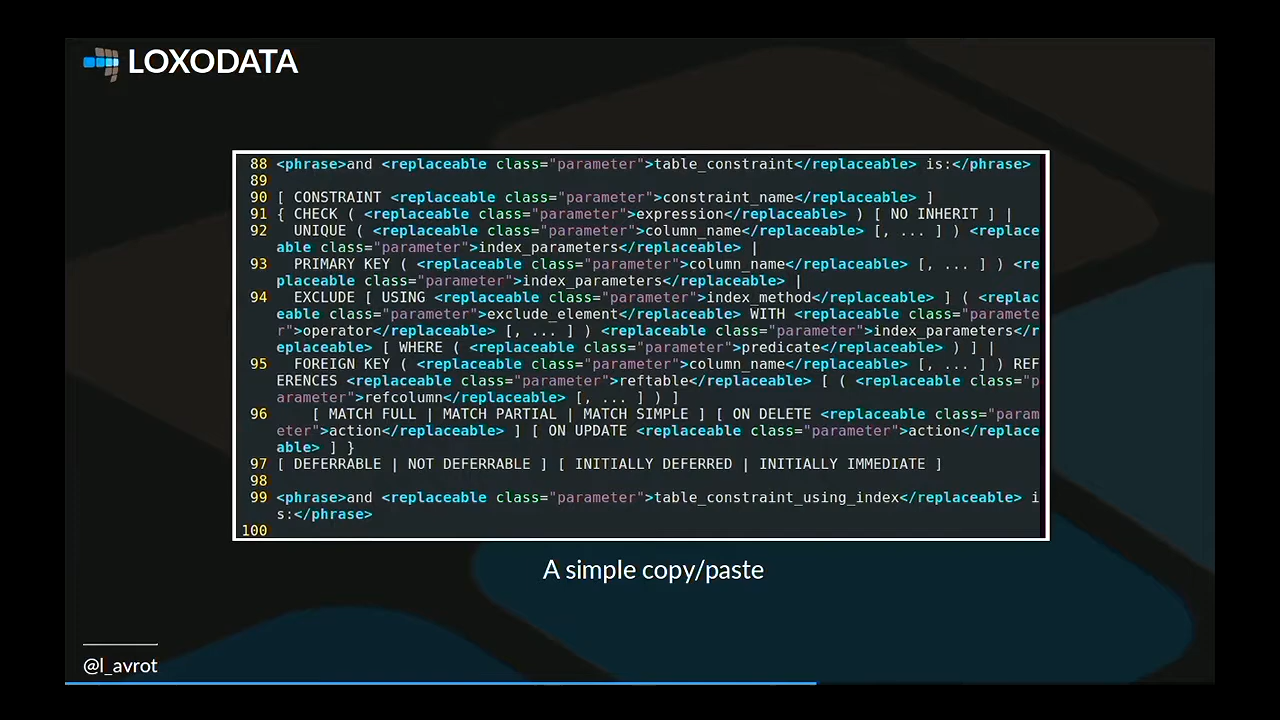 LOXODATA
88 <phrase>and <replaceable class="parameter">table_constraint</replaceable> is:</phrase>
89
90 [ CONSTRAINT <replaceable class="parameter">constraint_name</replaceable> ]
91 { CHECK ( <replaceable class="parameter">expression</replaceable> ) [ NO INHERIT ] |
92   UNIQUE ( <replaceable class="parameter">column_name</replaceable> [, ... ] ) <replace
able class="parameter">index_parameters</replaceable> |
93   PRIMARY KEY ( <replaceable class="parameter">column_name</replaceable> [, ... ] ) <re
placeable class="parameter">index_parameters</replaceable> |
94   EXCLUDE [ USING <replaceable class="parameter">index_method</replaceable> ] ( <replac
eable class="parameter">exclude_element</replaceable> WITH <replaceable class="paramete
r">operator</replaceable> [, ... ] ) <replaceable class="parameter">index_parameters</r
eplaceable> [ WHERE ( <replaceable class="parameter">predicate</replaceable> ) ] |
95   FOREIGN KEY ( <replaceable class="parameter">column_name</replaceable> [, ... ] ) REF
ERENCES <replaceable class="parameter">reftable</replaceable> [ ( <replaceable class="p
arameter">refcolumn</replaceable> [, ... ] ) ]
96     [ MATCH FULL | MATCH PARTIAL | MATCH SIMPLE ] [ ON DELETE <replaceable class="param
eter">action</replaceable> ] [ ON UPDATE <replaceable class="parameter">action</replace
able> ] }
97 [ DEFERRABLE | NOT DEFERRABLE ] [ INITIALLY DEFERRED | INITIALLY IMMEDIATE ]
98
99 <phrase>and <replaceable class="parameter">table_constraint_using_index</replaceable> i
s:</phrase>
100
A simple copy/paste
@l_avrot